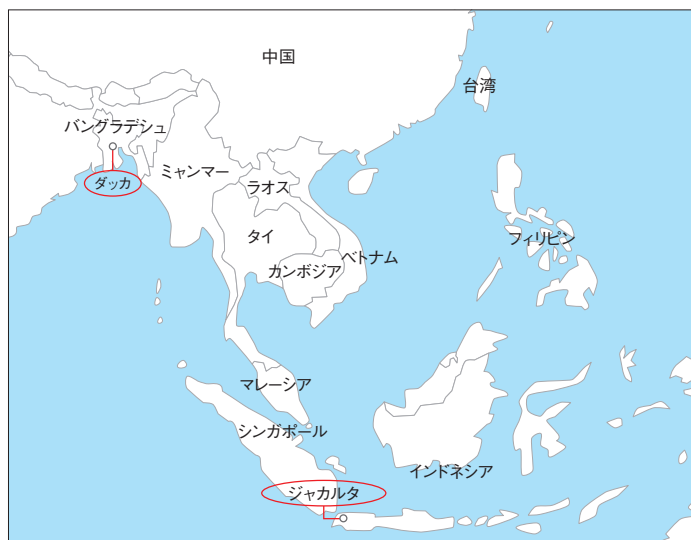 中国
台湾
バングラデシュ
ミャンマー
ダッカ
ラオス
タイ
フィリピン
ベトナム
カンボジア
マレーシア
シンガポール
インドネシア
ジャカルタ